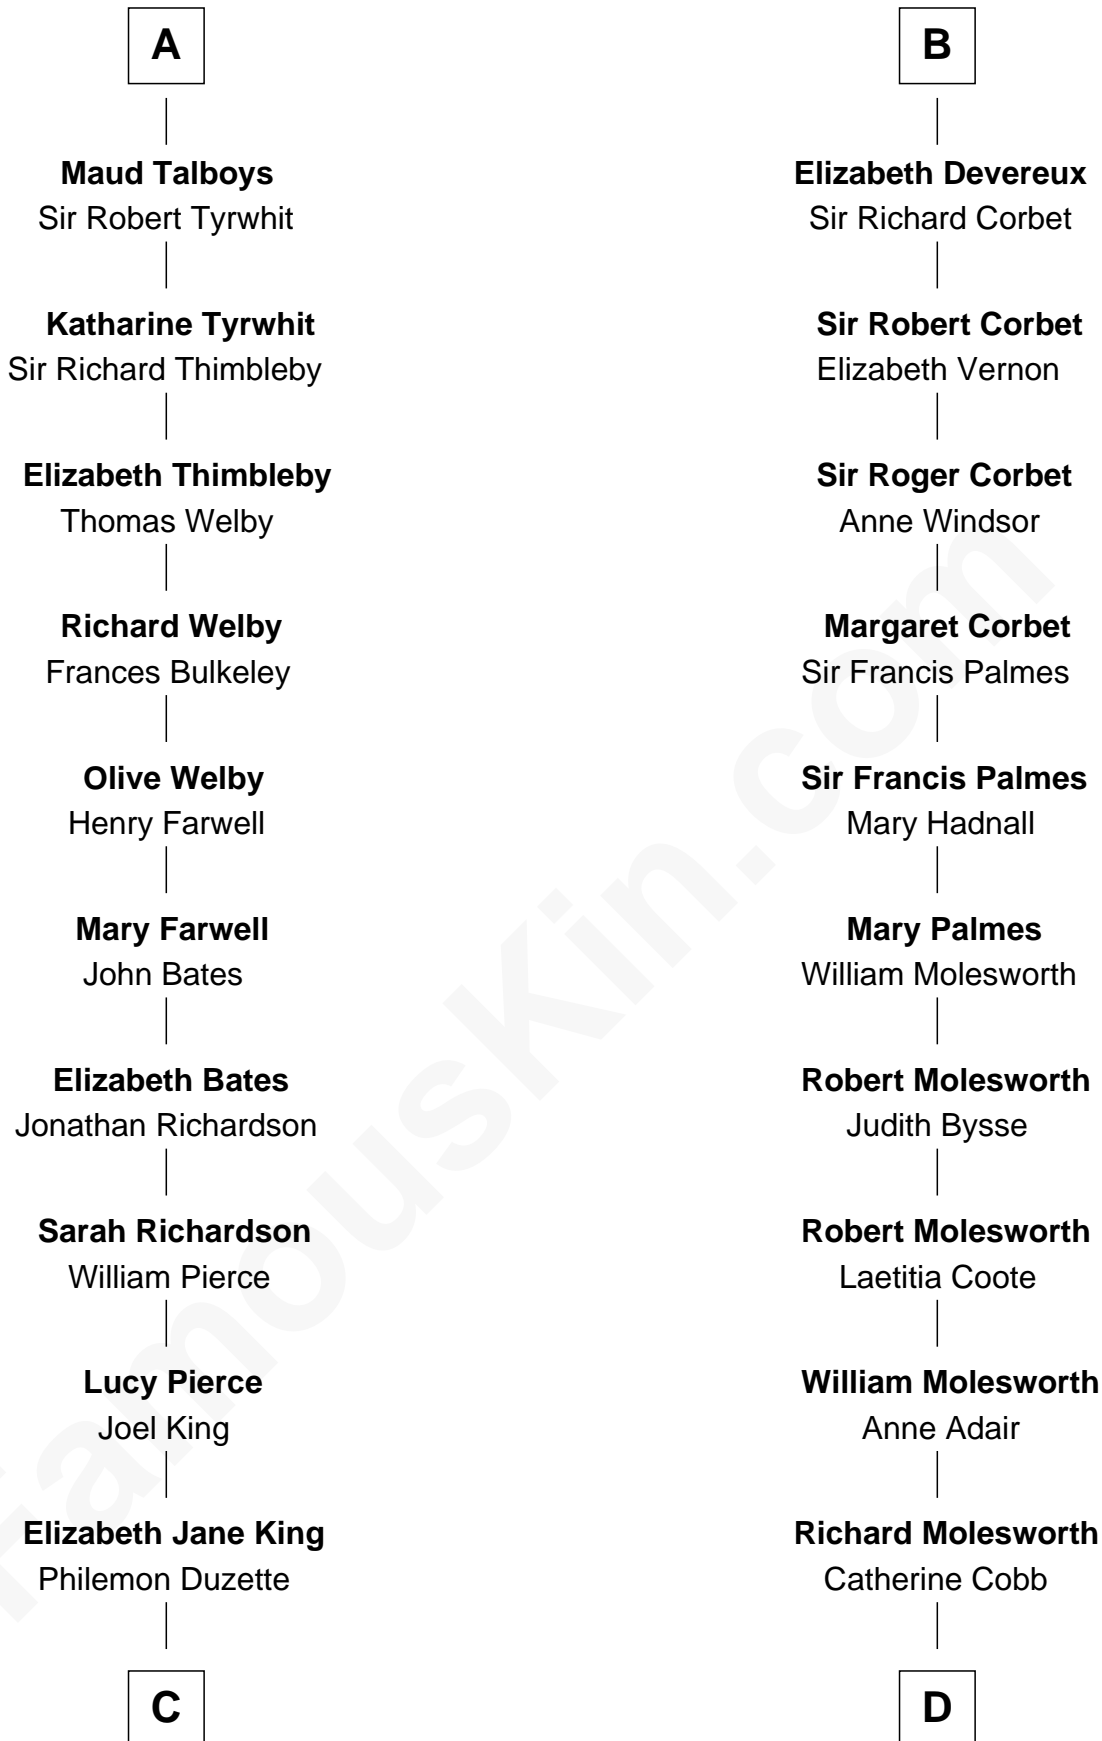 A
Maud Talboys
Sir Robert Tyrwhit
Katharine Tyrwhit
Sir Richard Thimbleby
Elizabeth Thimbleby
Thomas Welby
Richard Welby
Frances Bulkeley
Olive Welby
Henry Farwell
Mary Farwell
John Bates
Elizabeth Bates
Jonathan Richardson
Sarah Richardson
William Pierce
Lucy Pierce
Joel King
Elizabeth Jane King
Philemon Duzette
C
B
Elizabeth Devereux
Sir Richard Corbet
Sir Robert Corbet
Elizabeth Vernon
Sir Roger Corbet
Anne Windsor
Margaret Corbet
Sir Francis Palmes
Sir Francis Palmes
Mary Hadnall
Mary Palmes
William Molesworth
Robert Molesworth
Judith Bysse
Robert Molesworth
Laetitia Coote
William Molesworth
Anne Adair
Richard Molesworth
Catherine Cobb
D
FamousKin.com